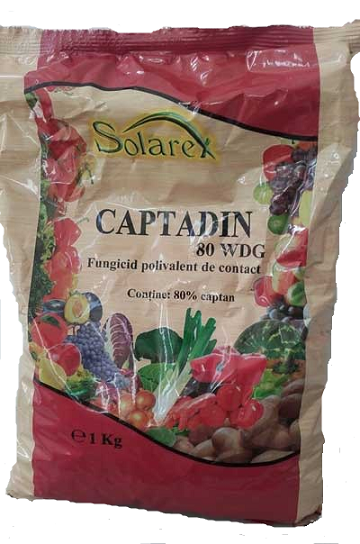 Solarex
CAPTADIN
80 WDG
Fungicid polivalent de contact
Conține: 80% captan
℮ 1 Kg